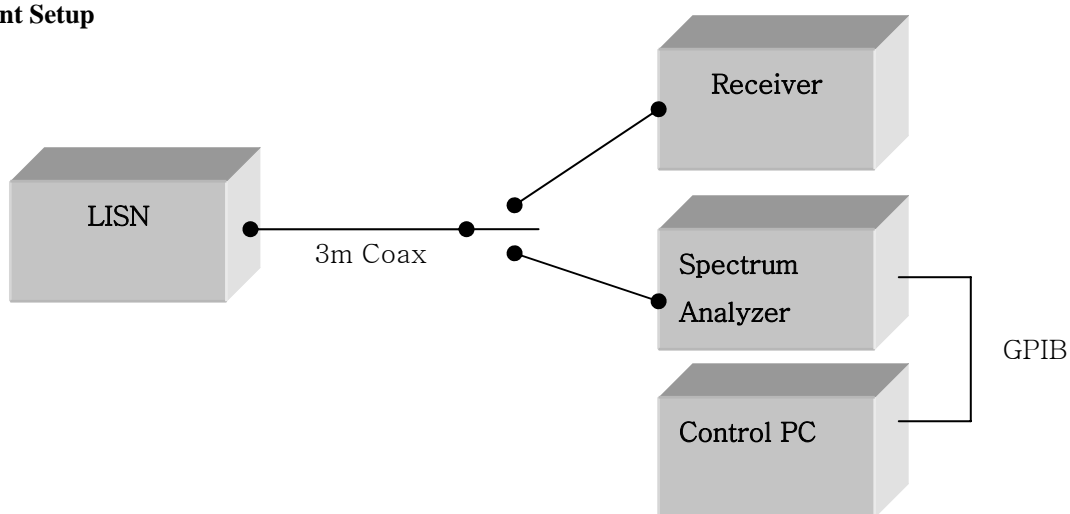 nt Setup
Receiver
LISN
3m Coax
Spectrum
Analyzer
GPIB
Control PC